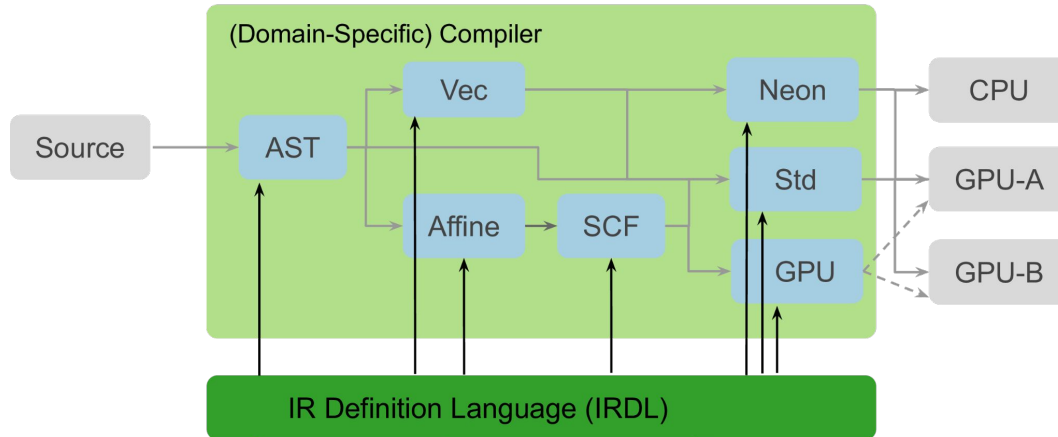 (Domain-Specific) Compiler
Source
AST
Vec
Affine
SCF
Neon
Std
GPU
CPU
GPU-A
GPU-B
IR Definition Language (IRDL)